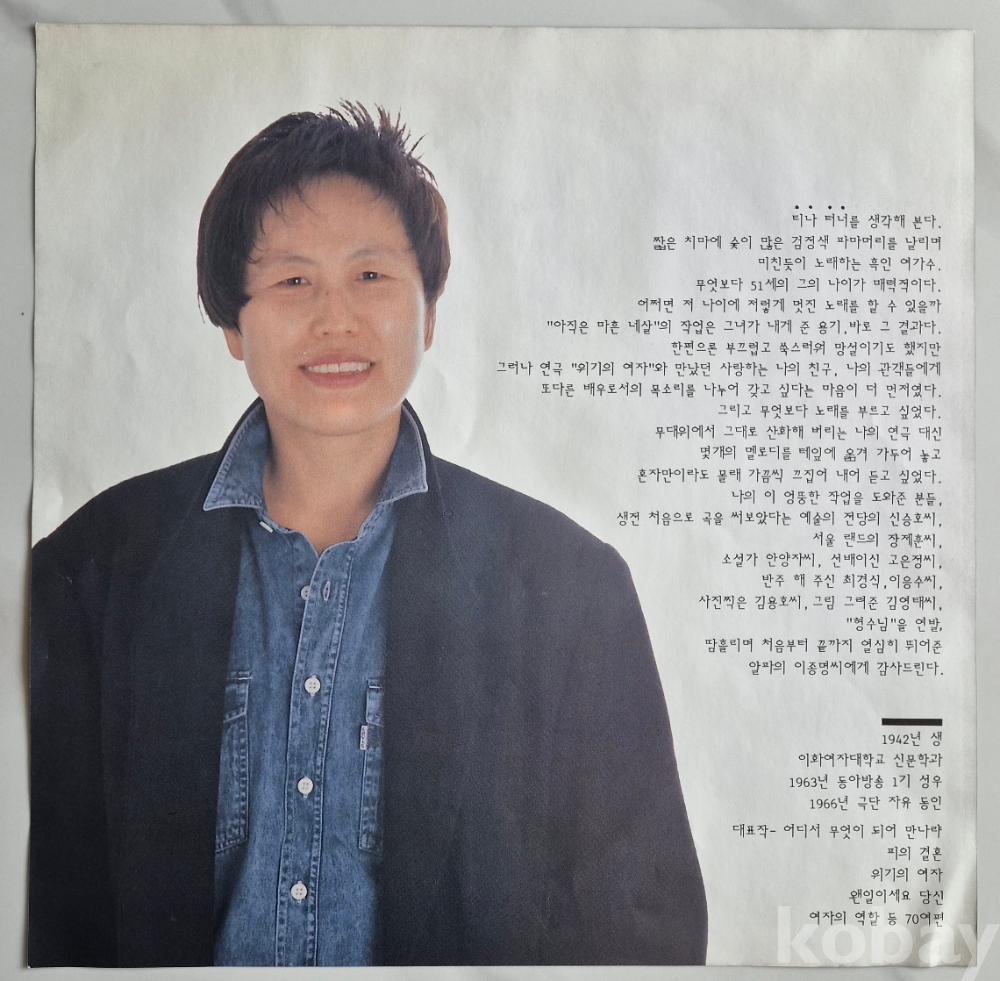 티나 터너를 생각해 본다.
짧은 치마에 숯이 많은 검정색 파마머리를 날리며
미친듯이 노래하는 흑인 여가수.
무엇보다 51세의 그의 나이가 매력적이다.
어쩌면 저 나이에 저렇게 멋진 노래를 할 수 있을까
"아직은 마흔 네살"의 작업은 그녀가 내게 준 용기,바로 그 결과다.
한편으론 부끄럽고 쑥스러워 망설이기도 했지만
그러나 연극 "위기의 여자"와 만났던 사랑하는 나의 친구, 나의 관객들에게
또다른 배우로서의 목소리를 나누어 갖고 싶다는 마음이 더 먼저였다.
그리고 무엇보다 노래를 부르고 싶었다.
무대위에서 그대로 산화해 버리는 나의 연극 대신
몇개의 멜로디를 테잎에 옮겨 가두어 놓고
혼자만이라도 몰래 가끔씩 끄집어 내어 듣고 싶었다.
나의 이 엉뚱한 작업을 도와준 분들,
생전 처음으로 곡을 써보았다는 예술의 전당의 신승호씨,
서울 랜드의 장제훈씨,
소설가 안양자씨, 선배이신 고은정씨,
반주 해 주신 최경식,이응수씨,
사진찍은 김용호씨,그림 그려준 김영태씨,
"형수님"을 연발,
땀흘리며 처음부터 끝까지 열심히 뛰어준
알파의 이종명씨에게 감사드린다.
1942년 생
이화여자대학교 신문학과
1963년 동아방송 1기 성우
1966년 극단 자유 동인
대표작- 어디서 무엇이 되어 만나랴
피의 결혼
위기의 여자
왠일이세요 당신
여자의 역할 등 70여편
kobay